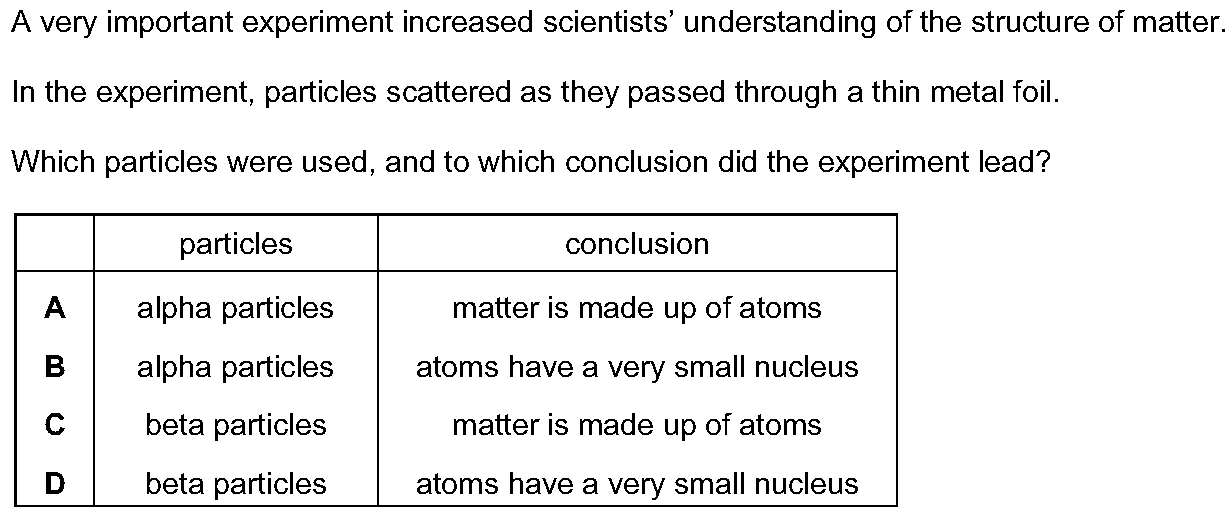 A very important experiment increased scientists’ understanding of the structure of matter.
In the experiment, particles scattered as they passed through a thin metal foil.
Which particles were used, and to which conclusion did the experiment lead?
particles conclusion
A alpha particles matter is made up of atoms
B alpha particles atoms have a very small nucleus
C beta particles matter is made up of atoms
D beta particles atoms have a very small nucleus